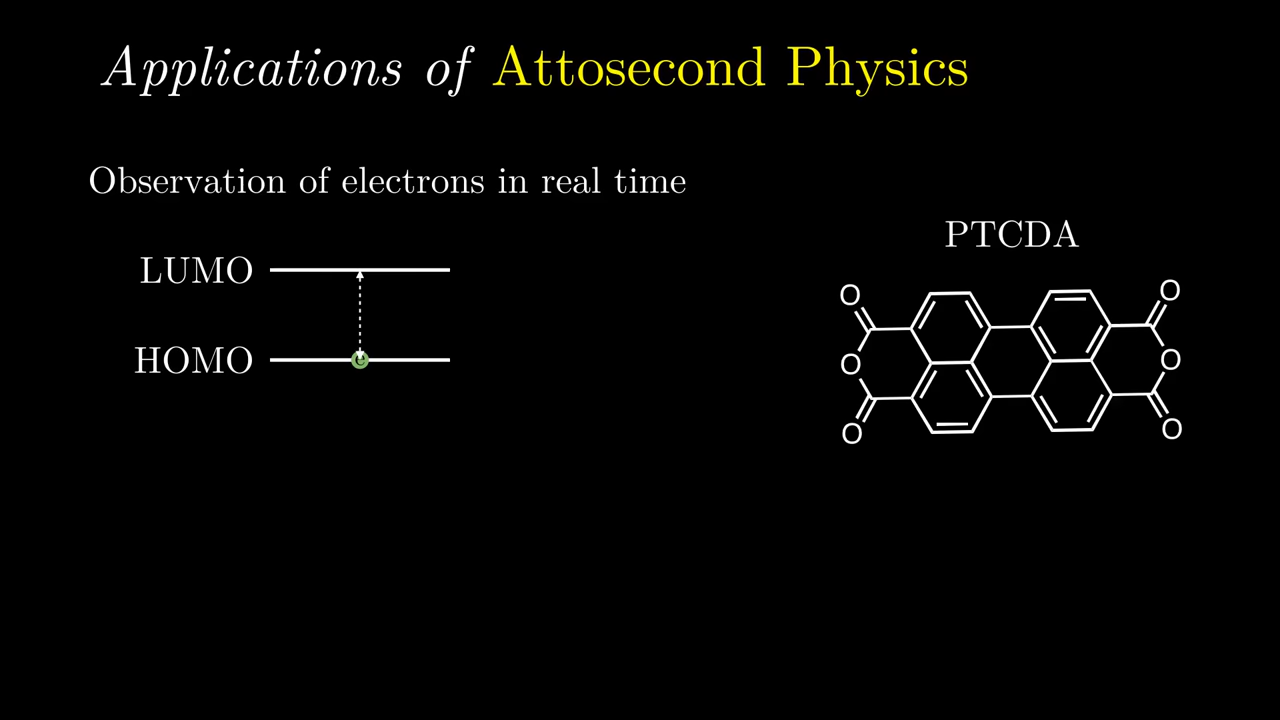 Applications of Attosecond Physics
Observation of electrons in real time
PTCDA
LUMO
HOMO
e
O
O
O
O
O
O